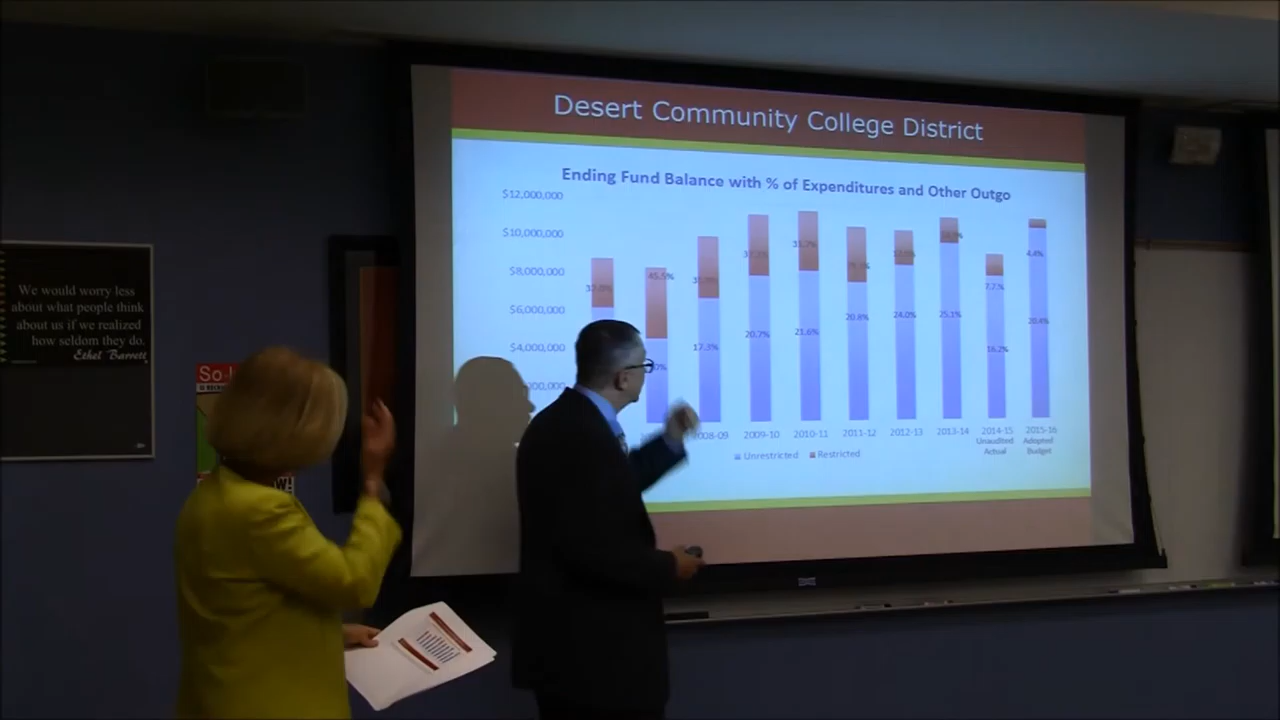 Desert Community College District
Ending Fund Balance with % of Expenditures and Other Outgo
$12,000,000
$10,000,000
$8,000,000
$6,000,000
$4,000,000
45.5%
4.4%
7.7%
17.3%
20.7%
21.6%
20.8%
24.0%
25.1%
16.2%
20.4%
2008-09
2009-10
2010-11
2011-12
2012-13
2013-14
2014-15
Unaudited
Actual
2015-16
Adopted
Budget
Unrestricted
Restricted
We would worry less
about what people think
about us if we realized
how seldom they do.
Ethel Barrett